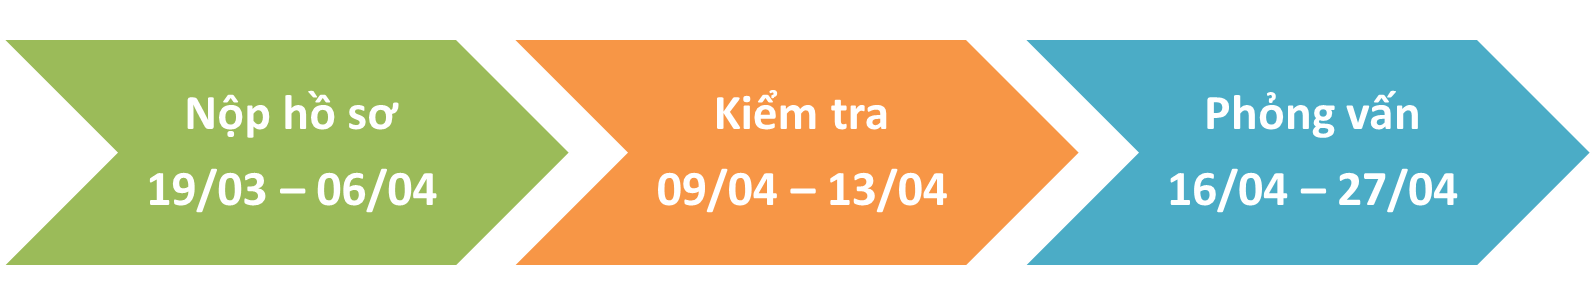 Nộp hồ sơ
19/03 – 06/04
Kiểm tra
09/04 – 13/04
Phỏng vấn
16/04 – 27/04